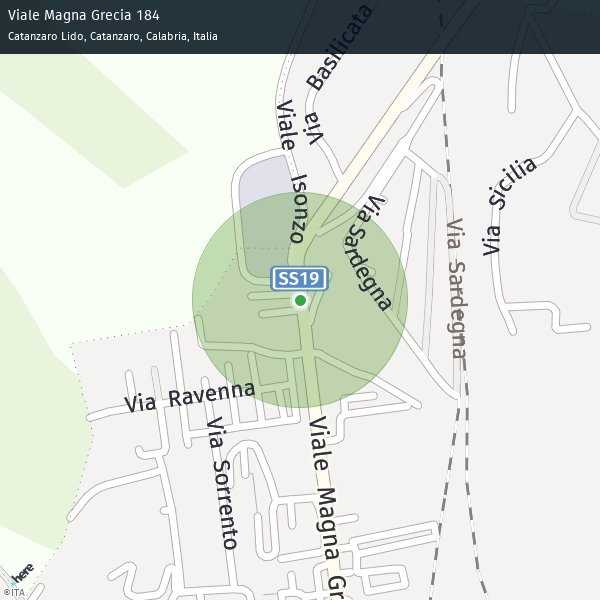 Viale Magna Grecia 184
Catanzaro Lido, Catanzaro, Calabria, Italia
Via Basilicata
Viale Isonzo
Via Sicilia
Via Sardegna
Via Sardegna
SS19
Via Ravenna
Via Sorrento
Viale Magna Gr
here
©ITA